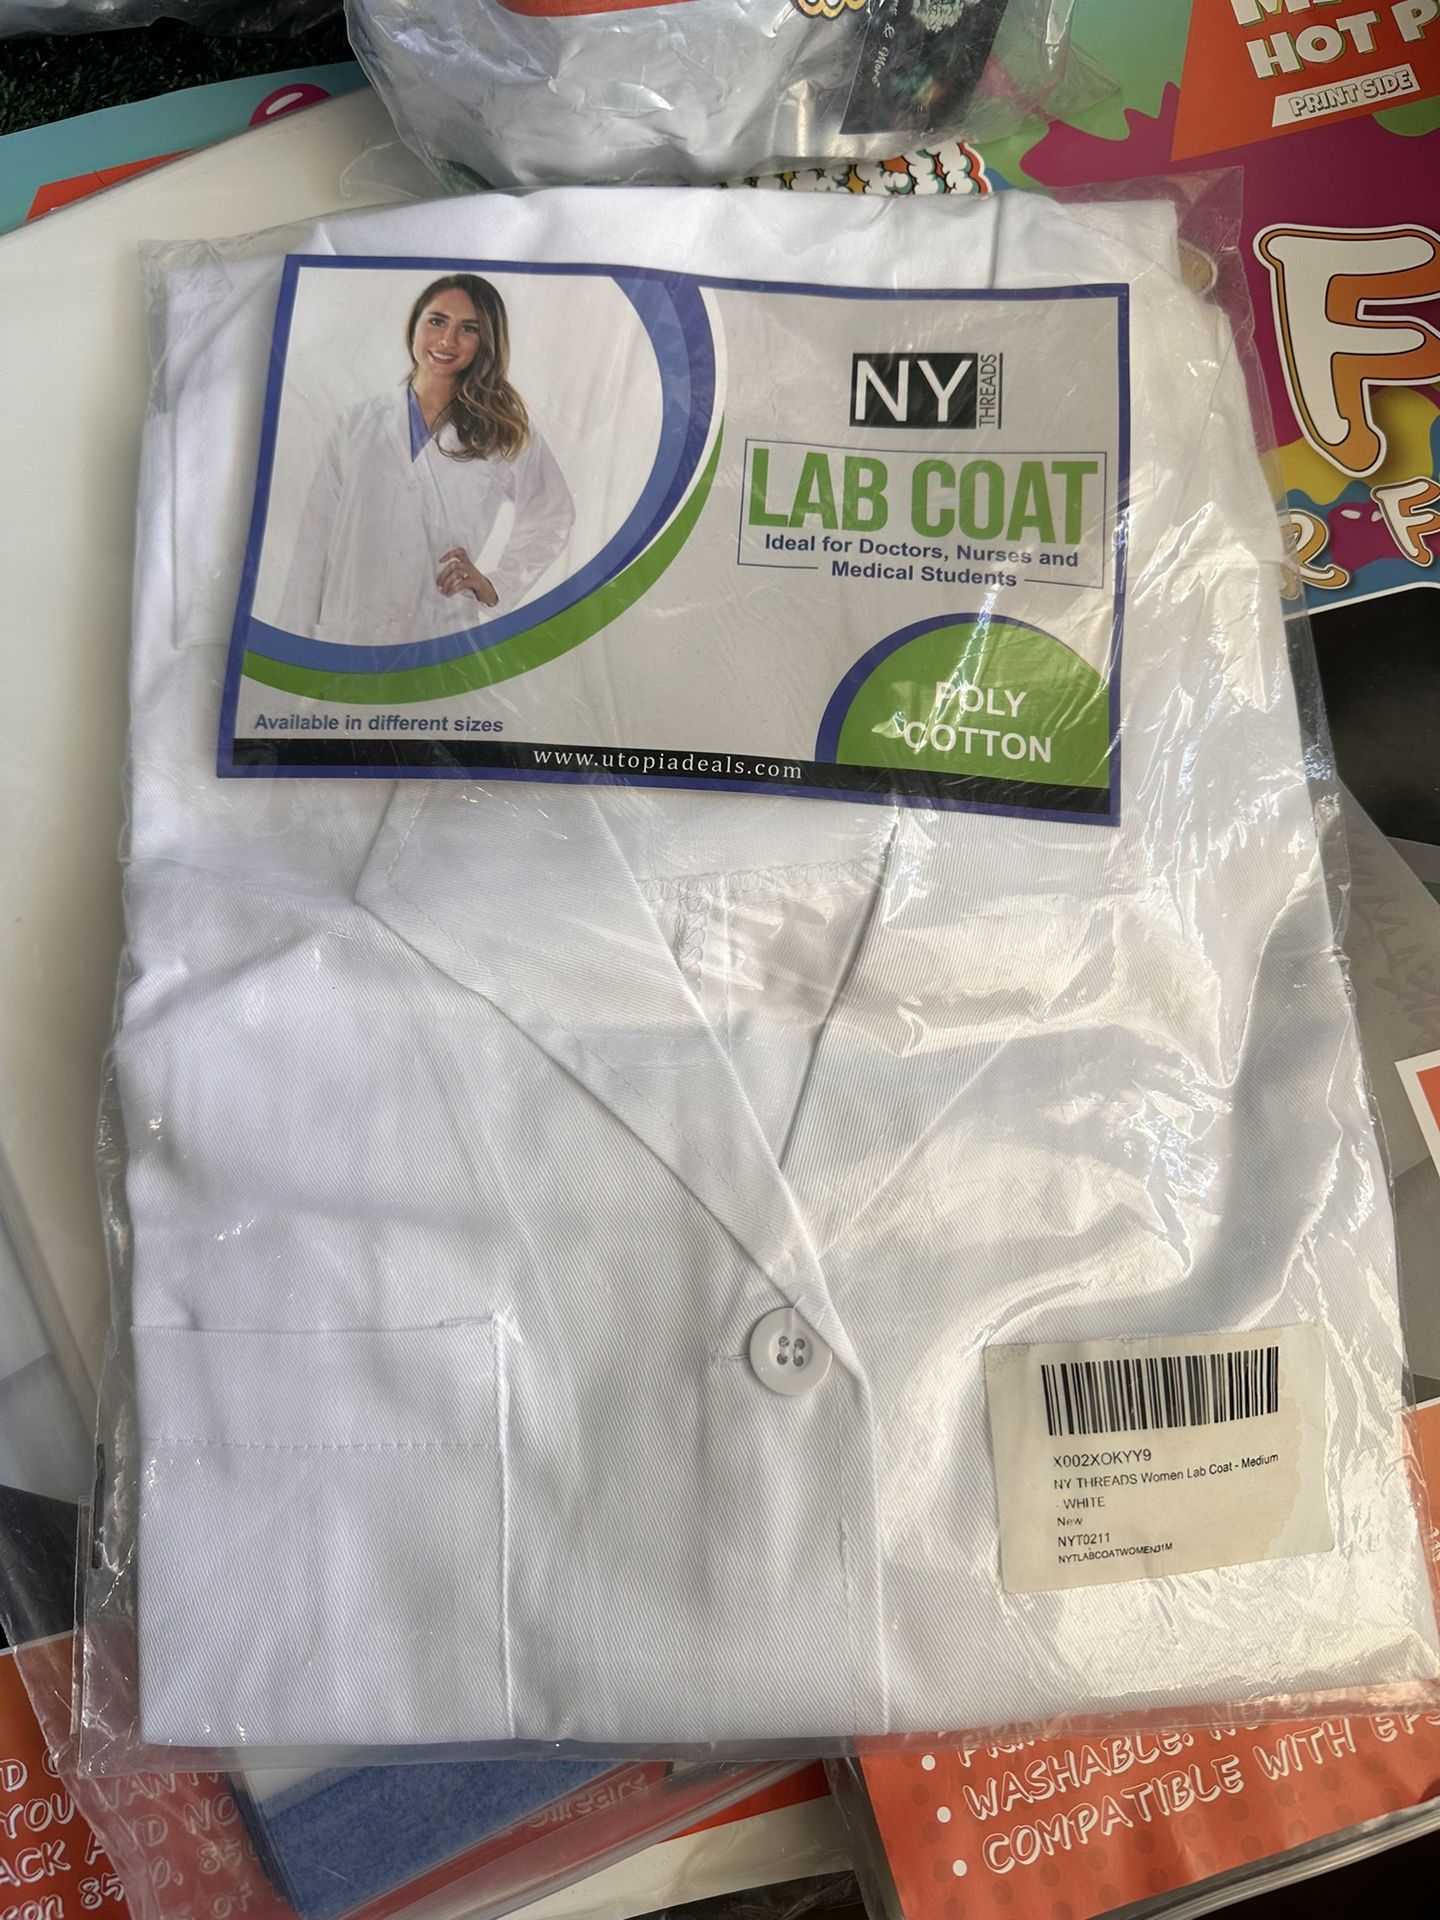 HOT P
PRINT SIDE
NY
THREADS
LAB COAT
Ideal for Doctors, Nurses and
Medical Students
POLY
COTTON
Available in different sizes
www.utopiadeals.com
X002XOKYY9
NY THREADS Women Lab Coat - Medium
- WHITE
New
NYT0211
NYTLABCOATWOMEN31M
WASHABLE.
COMPATIBLE WITH